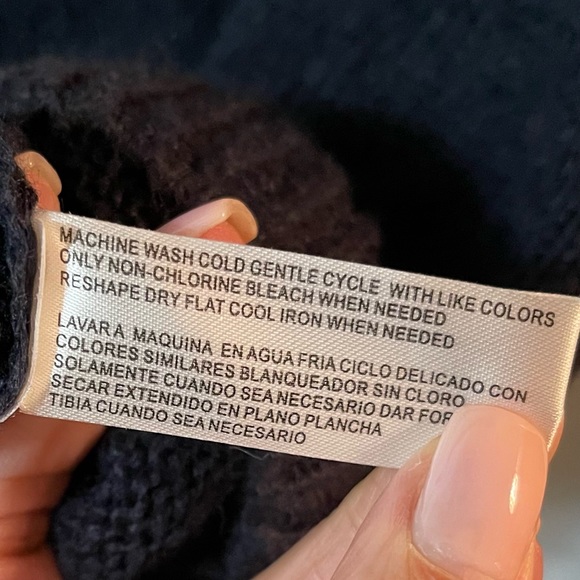 MACHINE WASH COLD GENTLE CYCLE WITH LIKE COLORS
ONLY NON-CHLORINE BLEACH WHEN NEEDED
RESHAPE DRY FLAT COOL IRON WHEN NEEDED
LAVAR A MAQUINA EN AGUA FRIA CICLO DELICADO CON
COLORES SIMILARES BLANQUEADOR SIN CLORO
SOLAMENTE CUANDO SEA NECESARIO DAR
SECAR EXTENDIDO EN PLANO PLANCHA
TIBIA CUANDO SEA NECESARIO